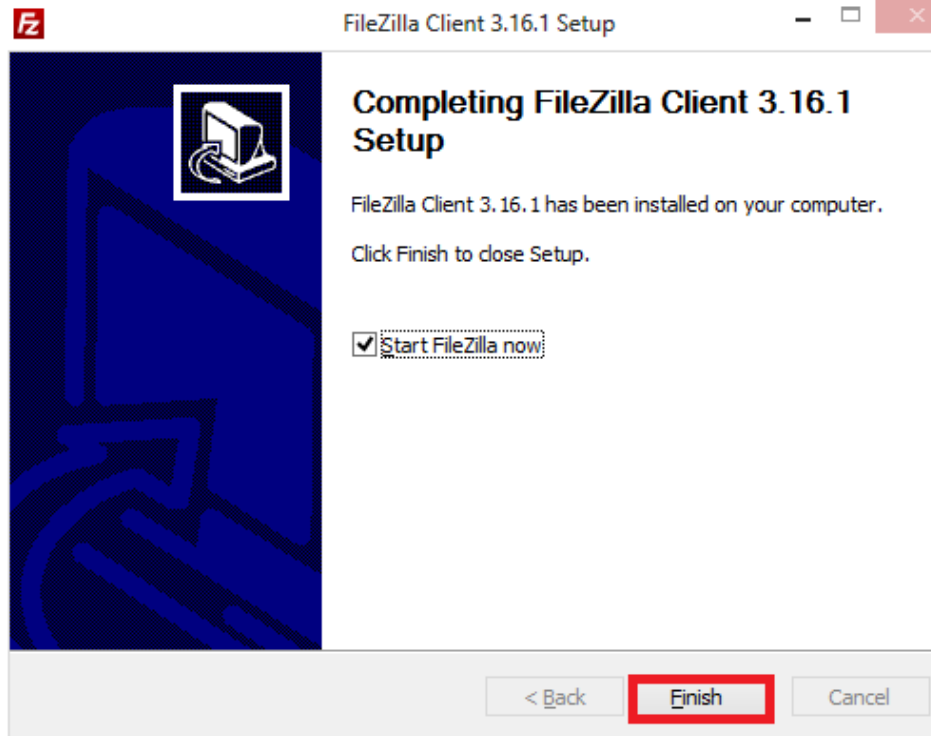 Fz
FileZilla Client 3.16.1 Setup
Completing FileZilla Client 3.16.1
Setup
FileZilla Client 3.16.1 has been installed on your computer.
Click Finish to close Setup.
Start FileZilla now
< Back
Finish
Cancel